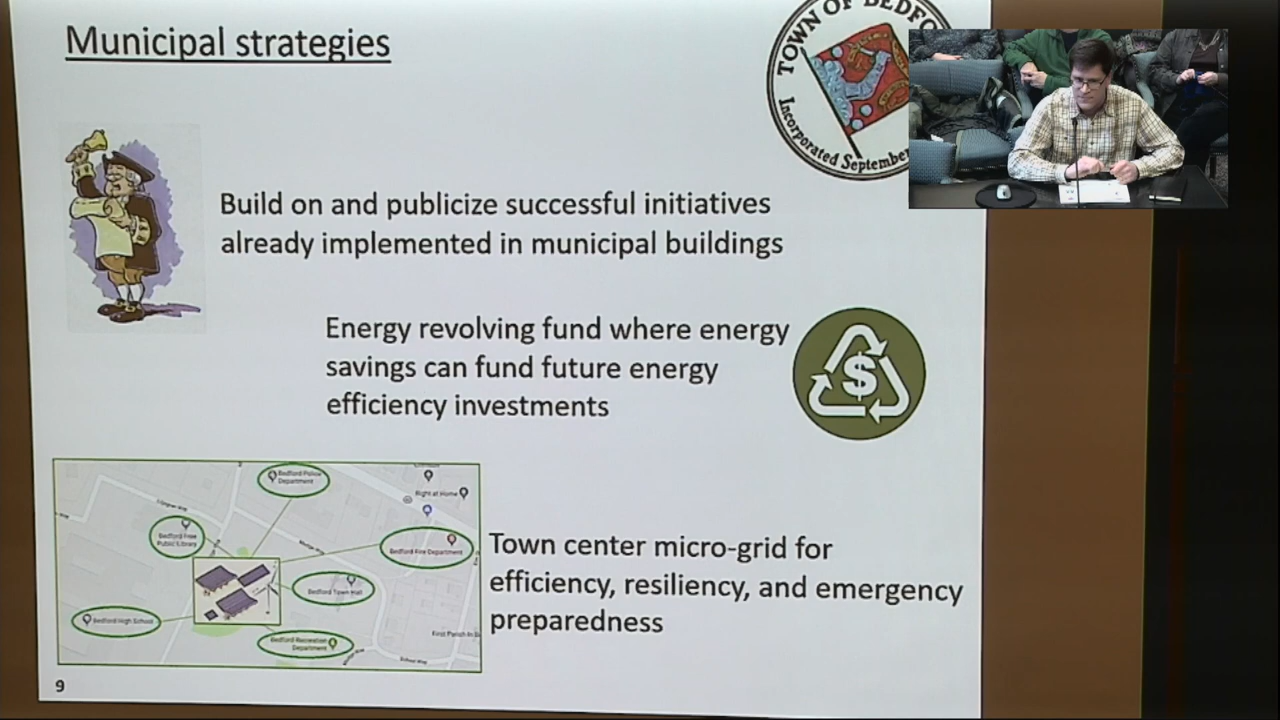 Municipal strategies
TOWN OF BEDFO
Incorporated September
Build on and publicize successful initiatives
already implemented in municipal buildings
Energy revolving fund where energy
savings can fund future energy
efficiency investments
$
Bedford Police
Department
Right at Home
Bedford Free
Public Library
Bedford Fire Department
Town center micro-grid for
efficiency, resiliency, and emergency
preparedness
Bedford Town Hall
Bedford High School
Bedford Recreation
Department
First Parish In
School Way
9